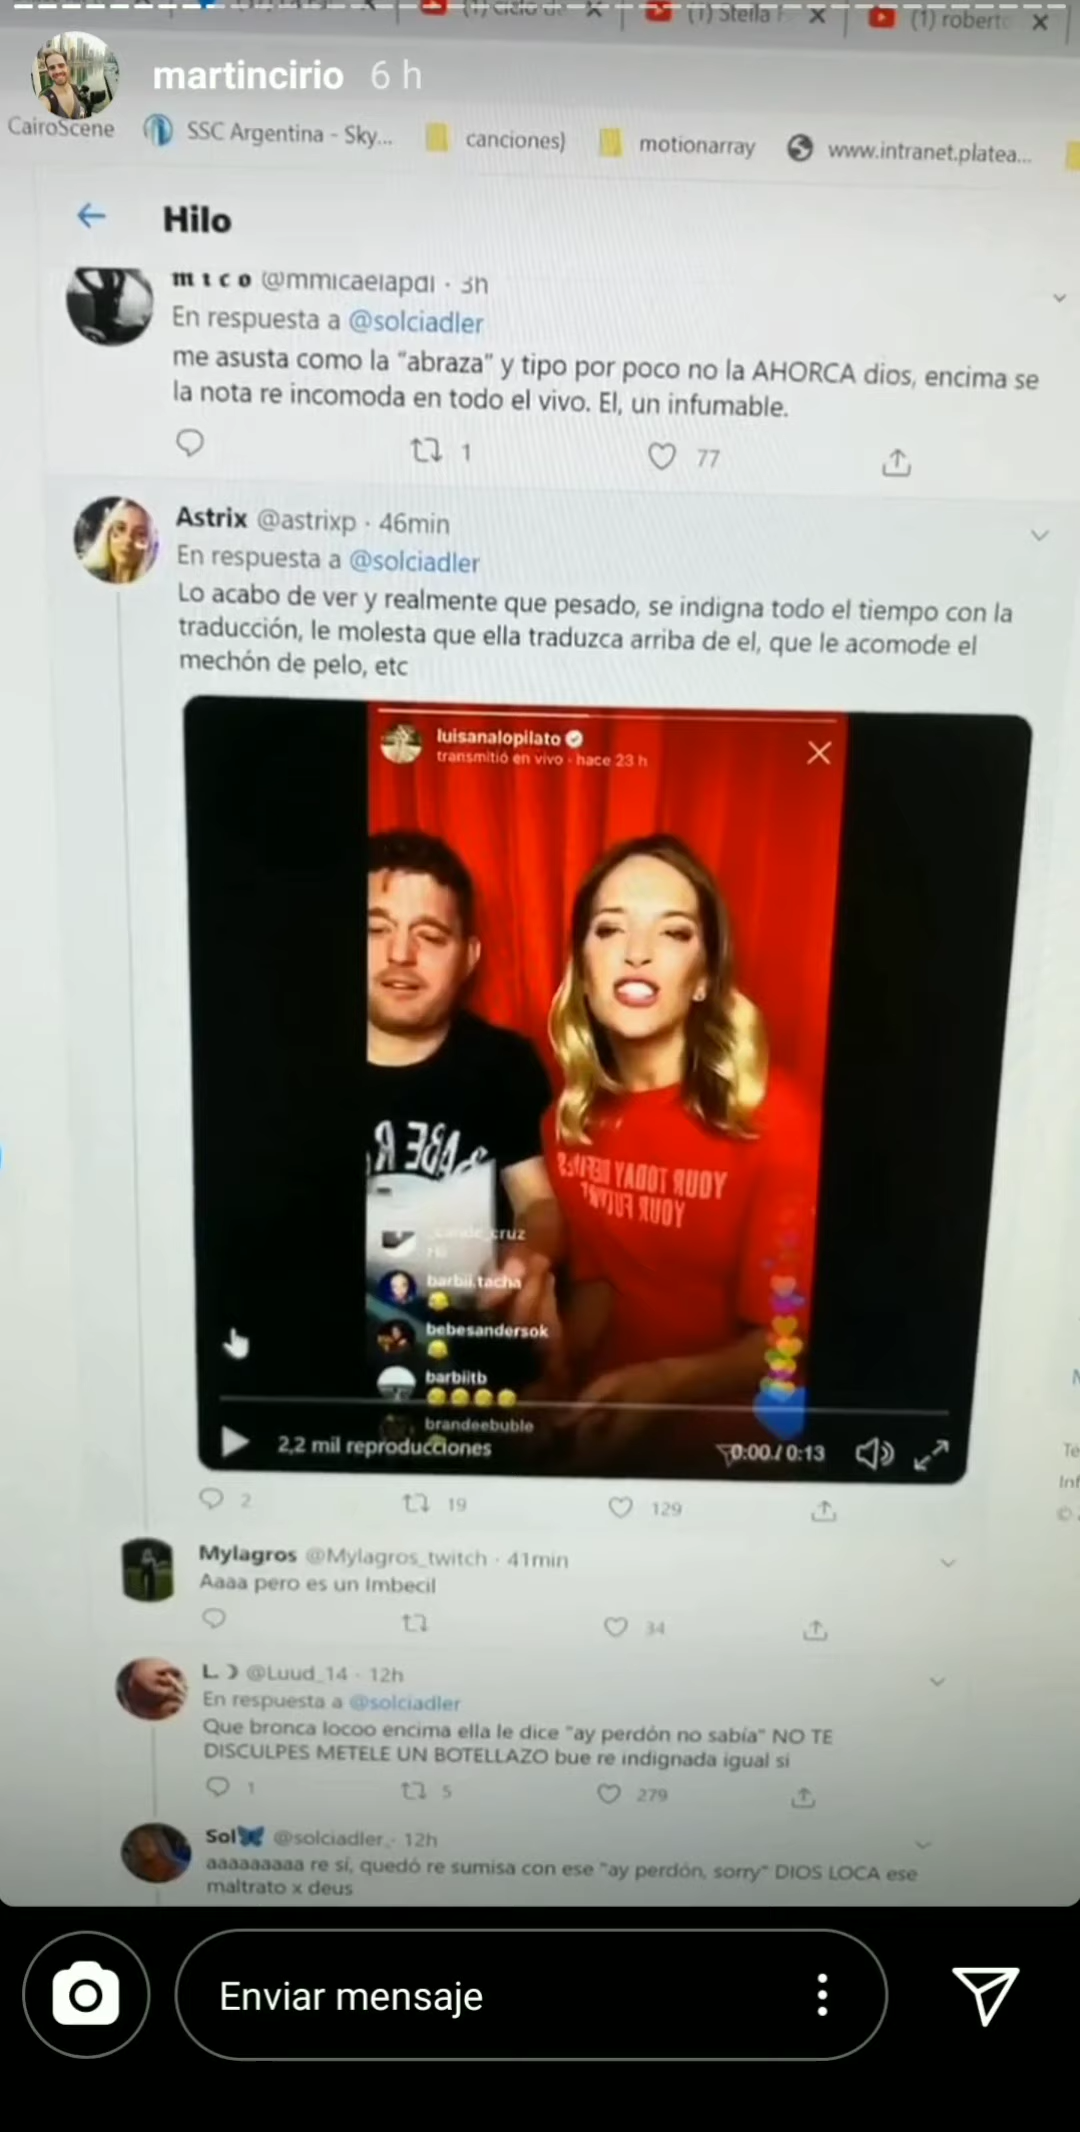 (1) Stella
(1) roberto
martincirio 6 h
CairoScene
SSC Argentina - Sky...
canciones)
motionarray
www.intranet.platea...
Hilo
m i c o @mmicaelapal · 3h
En respuesta a @solciadler
me asusta como la “abraza” y tipo por poco no la AHORCA dios, encima se
la nota re incomoda en todo el vivo. El, un infumable.
1
77
Astrix @astrixp · 46min
En respuesta a @solciadler
Lo acabo de ver y realmente que pesado, se indigna todo el tiempo con la
traducción, le molesta que ella traduzca arriba de el, que le acomode el
mechón de pelo, etc
luisanalopilato
transmitió en vivo · hace 23 h
YOUR TODAY DEFINES
YOUR FUTURE
barbii.tacha
bebesandersok
barbiitb
brandeebuble
2,2 mil reproducciones
0:00 / 0:13
2
19
129
Mylagros @Mylagros_twitch · 41min
Aaaa pero es un Imbecil
34
L ☽ @Luud_14 · 12h
En respuesta a @solciadler
Que bronca locoo encima ella le dice "ay perdón no sabía" NO TE
DISCULPES METELE UN BOTELLAZO bue re indignada igual si
1
5
279
Sol🦋 @solciadler · 12h
aaaaaaaaa re sí, quedó re sumisa con ese "ay perdón, sorry" DIOS LOCA ese
maltrato x deus
Enviar mensaje